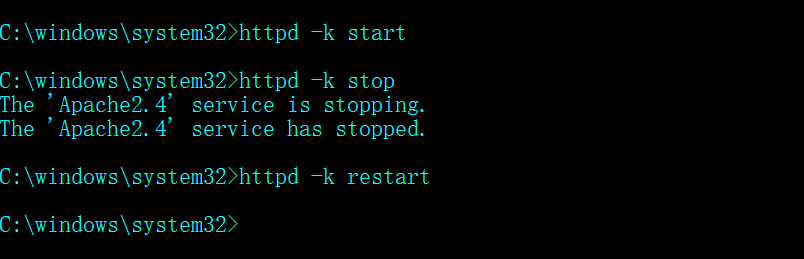 C:\windows\system32>httpd -k start
C:\windows\system32>httpd -k stop
The 'Apache2.4' service is stopping.
The 'Apache2.4' service has stopped.
C:\windows\system32>httpd -k restart
C:\windows\system32>